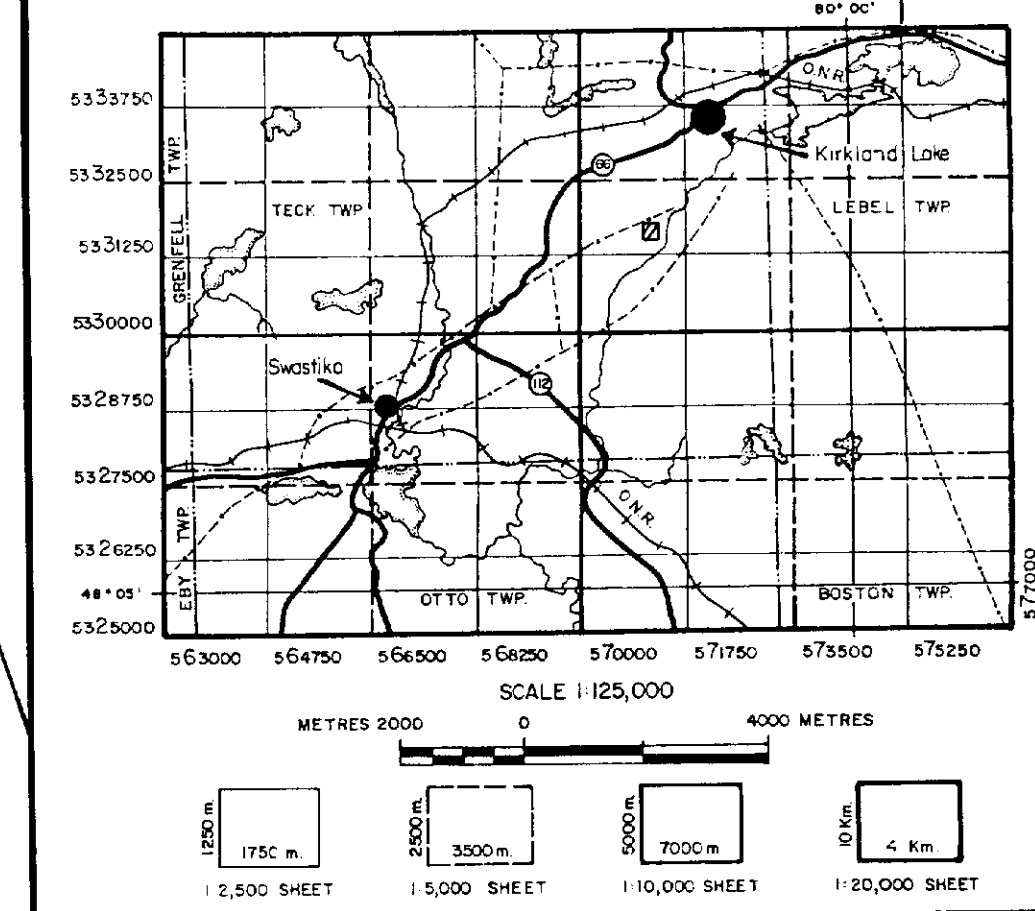 80° 00'
5333750
O.N.R.
66
Kirkland Lake
5332500
GRENFELL TWP.
TECK TWP
LEBEL TWP.
5331250
5330000
Swastika
112
5328750
5327500
O.N.R.
5326250
EBY TWP.
48° 05'
OTTO TWP.
BOSTON TWP.
577000
5325000
563000 564750 566500 568250 570000 571750 573500 575250
SCALE 1:125,000
METRES 2000 0 4000 METRES
1250 m. 1750 m. 2500 m. 3500 m. 5000 m. 7000 m 10 Km. 4 Km.
1:2,500 SHEET 1:5,000 SHEET 1:10,000 SHEET 1:20,000 SHEET